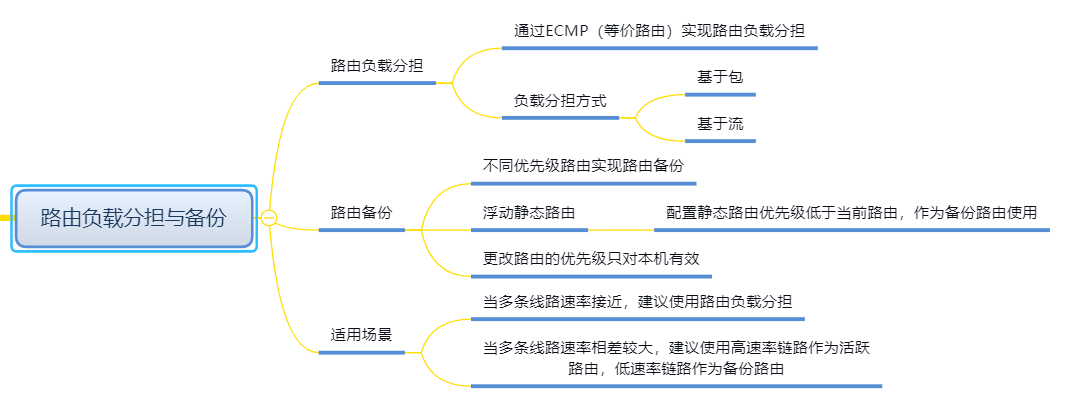 路由负载分担与备份
路由负载分担
通过ECMP（等价路由）实现路由负载分担
负载分担方式
基于包
基于流
路由备份
不同优先级路由实现路由备份
浮动静态路由
配置静态路由优先级低于当前路由，作为备份路由使用
更改路由的优先级只对本机有效
适用场景
当多条线路速率接近，建议使用路由负载分担
当多条线路速率相差较大，建议使用高速率链路作为活跃
路由，低速率链路作为备份路由